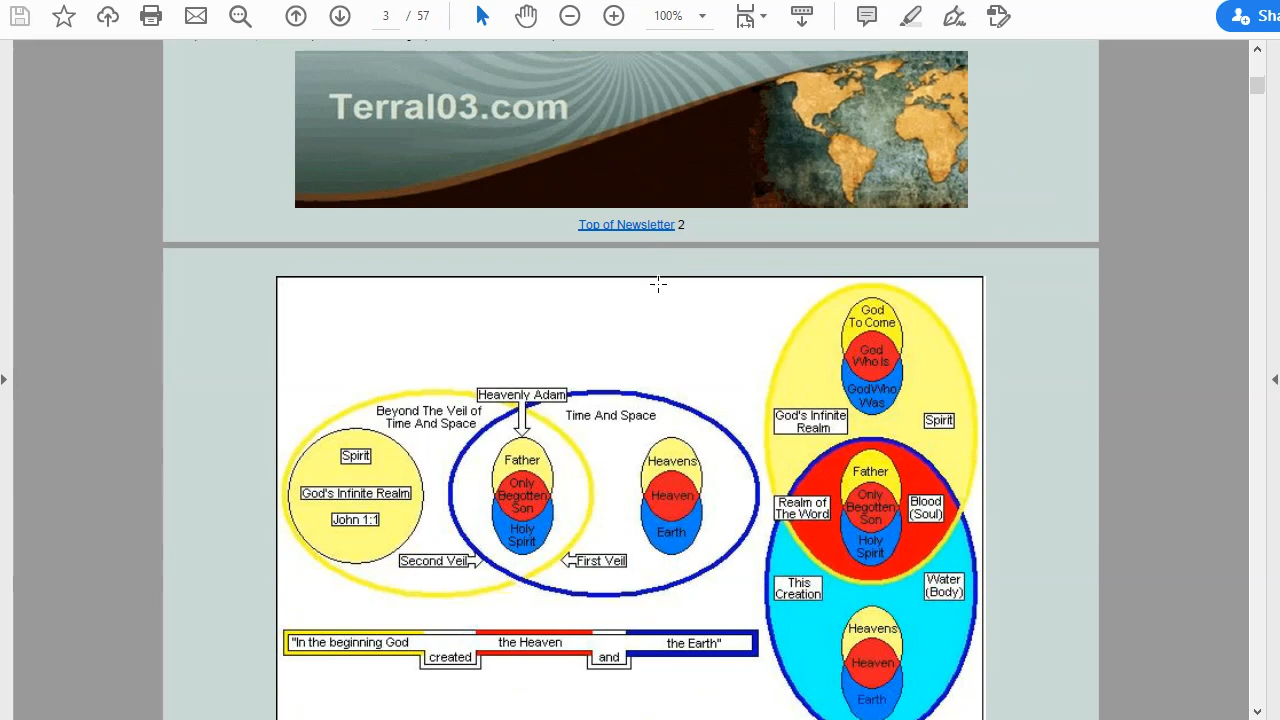 3 / 57
100%
Sha
Terral03.com
Top of Newsletter 2
Heavenly Adam
Beyond The Veil of
Time And Space
Time And Space
Spirit
God's Infinite Realm
John 1:1
Father
Only
Begotten
Son
Holy
Spirit
Heavens
Heaven
Earth
Second Veil
First Veil
"In the beginning God
created
the Heaven
and
the Earth"
God
To Come
God
Who Is
God Who
Was
God's Infinite
Realm
Spirit
Father
Only
Begotten
Son
Holy
Spirit
Realm of
The Word
Blood
(Soul)
This
Creation
Water
(Body)
Heavens
Heaven
Earth